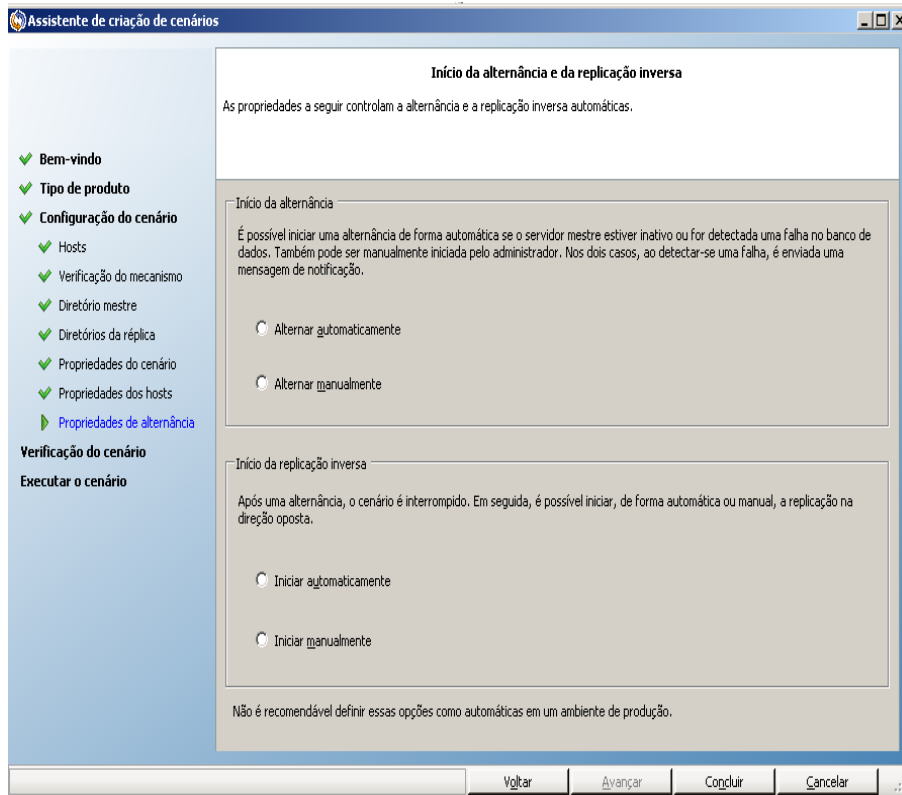 Assistente de criação de cenários
Início da alternância e da replicação inversa
As propriedades a seguir controlam a alternância e a replicação inversa automáticas.
Bem-vindo
Tipo de produto
Configuração do cenário
Hosts
Verificação do mecanismo
Diretório mestre
Diretórios da réplica
Propriedades do cenário
Propriedades dos hosts
Propriedades de alternância
Verificação do cenário
Executar o cenário
Início da alternância
É possível iniciar uma alternância de forma automática se o servidor mestre estiver inativo ou for detectada uma falha no banco de
dados. Também pode ser manualmente iniciada pelo administrador. Nos dois casos, ao detectar-se uma falha, é enviada uma
mensagem de notificação.
Alternar automaticamente
Alternar manualmente
Início da replicação inversa
Após uma alternância, o cenário é interrompido. Em seguida, é possível iniciar, de forma automática ou manual, a replicação na
direção oposta.
Iniciar automaticamente
Iniciar manualmente
Não é recomendável definir essas opções como automáticas em um ambiente de produção.
Voltar
Avançar
Concluir
Cancelar